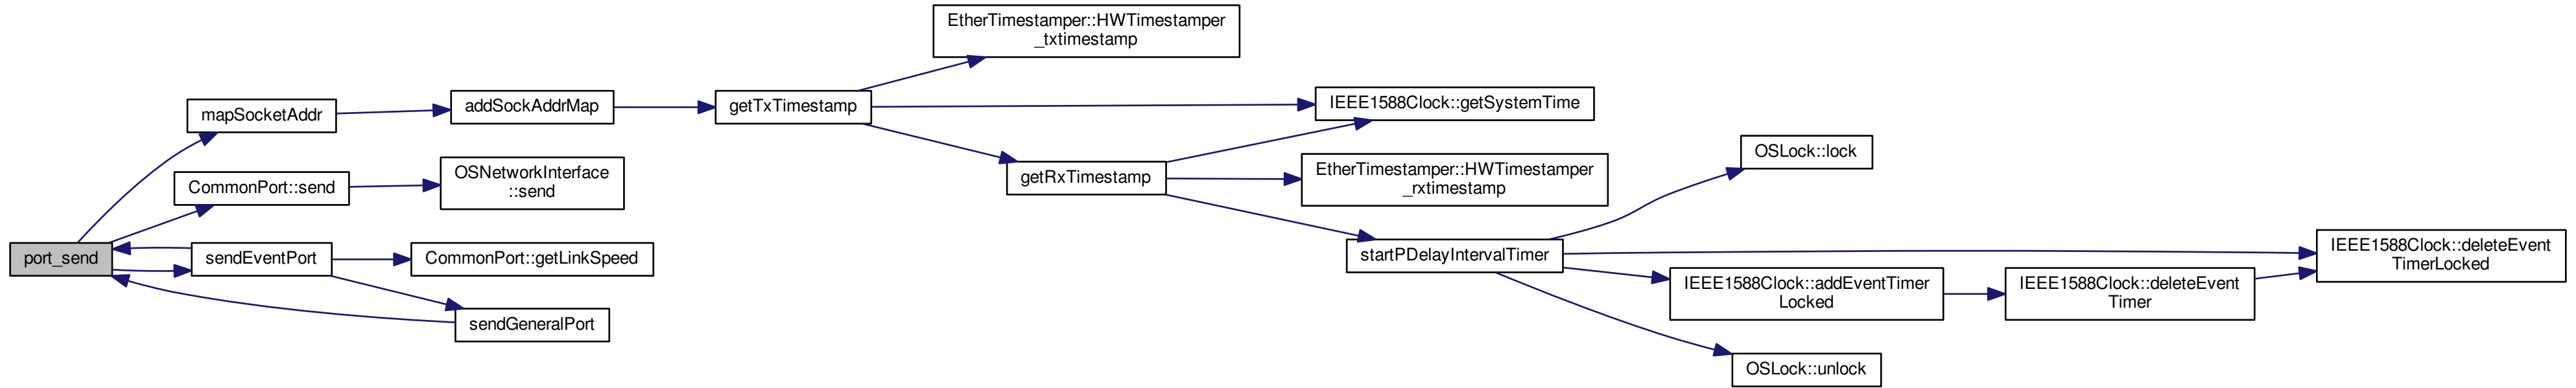 port_send
mapSocketAddr
CommonPort::send
sendEventPort
addSockAddrMap
OSNetworkInterface
::send
CommonPort::getLinkSpeed
sendGeneralPort
getTxTimestamp
EtherTimestamper::HWTimestamper
_txtimestamp
getRxTimestamp
IEEE1588Clock::getSystemTime
EtherTimestamper::HWTimestamper
_rxtimestamp
startPDelayIntervalTimer
OSLock::lock
IEEE1588Clock::addEventTimer
Locked
OSLock::unlock
IEEE1588Clock::deleteEvent
Timer
IEEE1588Clock::deleteEvent
TimerLocked